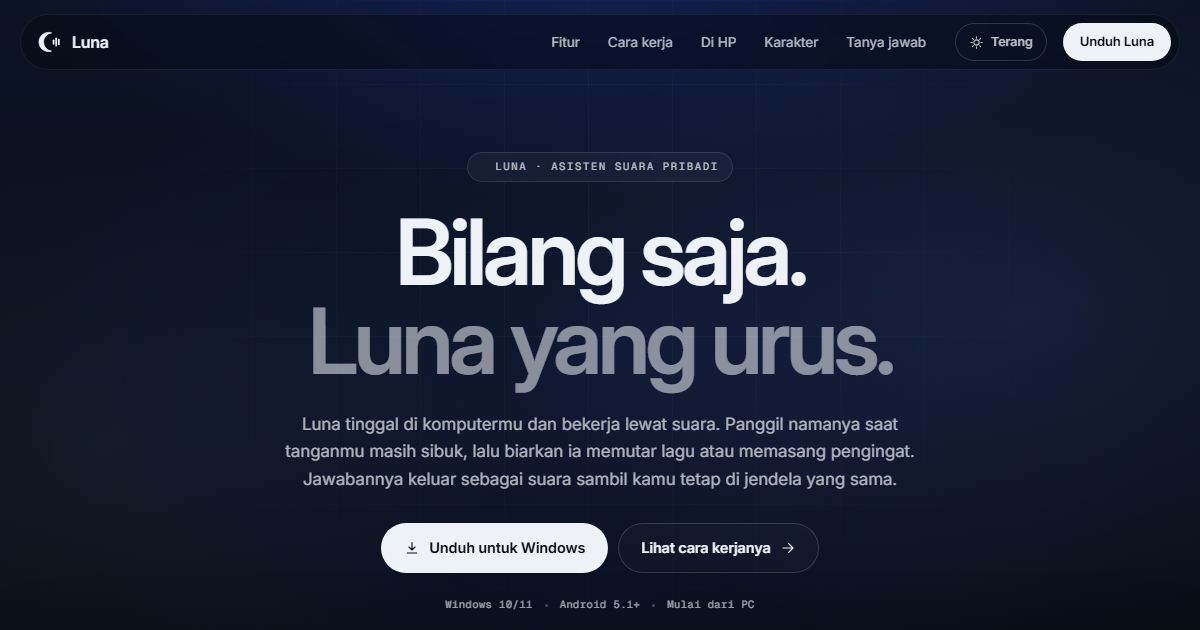 Luna
Fitur
Cara kerja
Di HP
Karakter
Tanya jawab
Terang
Unduh Luna
LUNA · ASISTEN SUARA PRIBADI
Bilang saja.
Luna yang urus.
Luna tinggal di komputermu dan bekerja lewat suara. Panggil namanya saat
tanganmu masih sibuk, lalu biarkan ia memutar lagu atau memasang pengingat.
Jawabannya keluar sebagai suara sambil kamu tetap di jendela yang sama.
Unduh untuk Windows
Lihat cara kerjanya →
Windows 10/11 • Android 5.1+ • Mulai dari PC